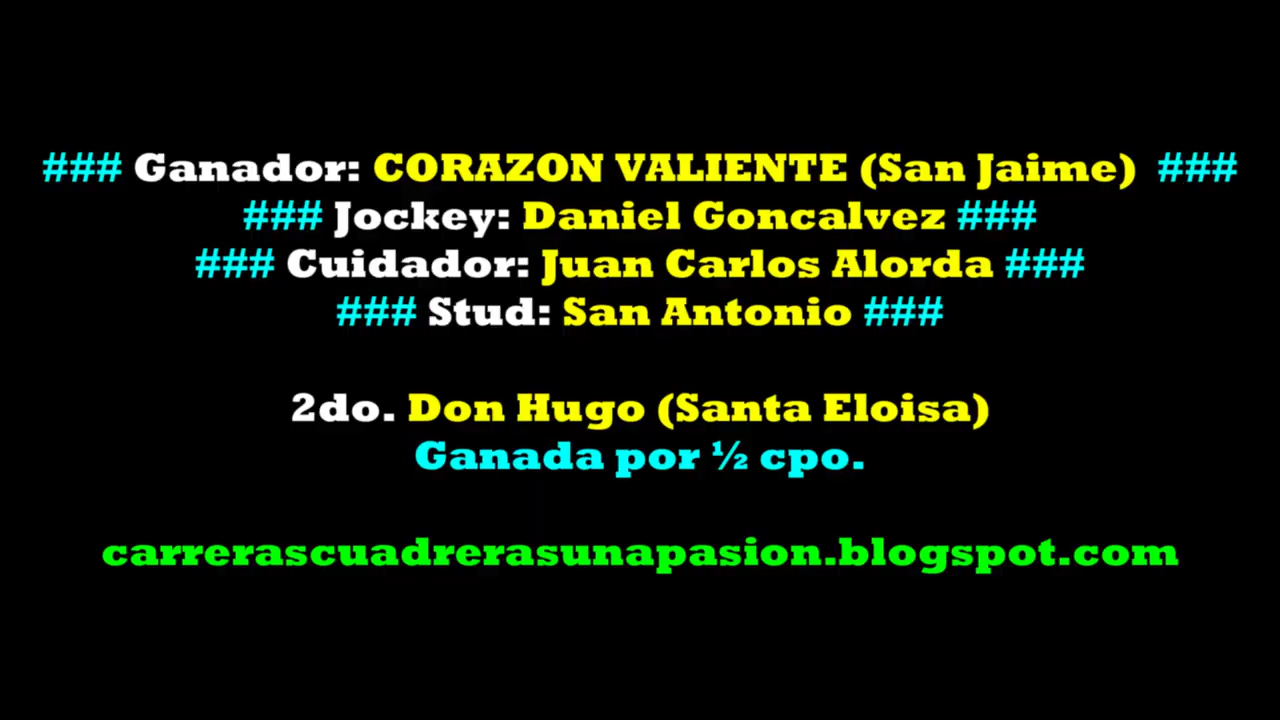 ### Ganador: CORAZON VALIENTE (San Jaime) ###
### Jockey: Daniel Goncalvez ###
### Cuidador: Juan Carlos Alorda ###
### Stud: San Antonio ###
2do. Don Hugo (Santa Eloisa)
Ganada por ½ cpo.
carrerascuadrerasunapasion.blogspot.com